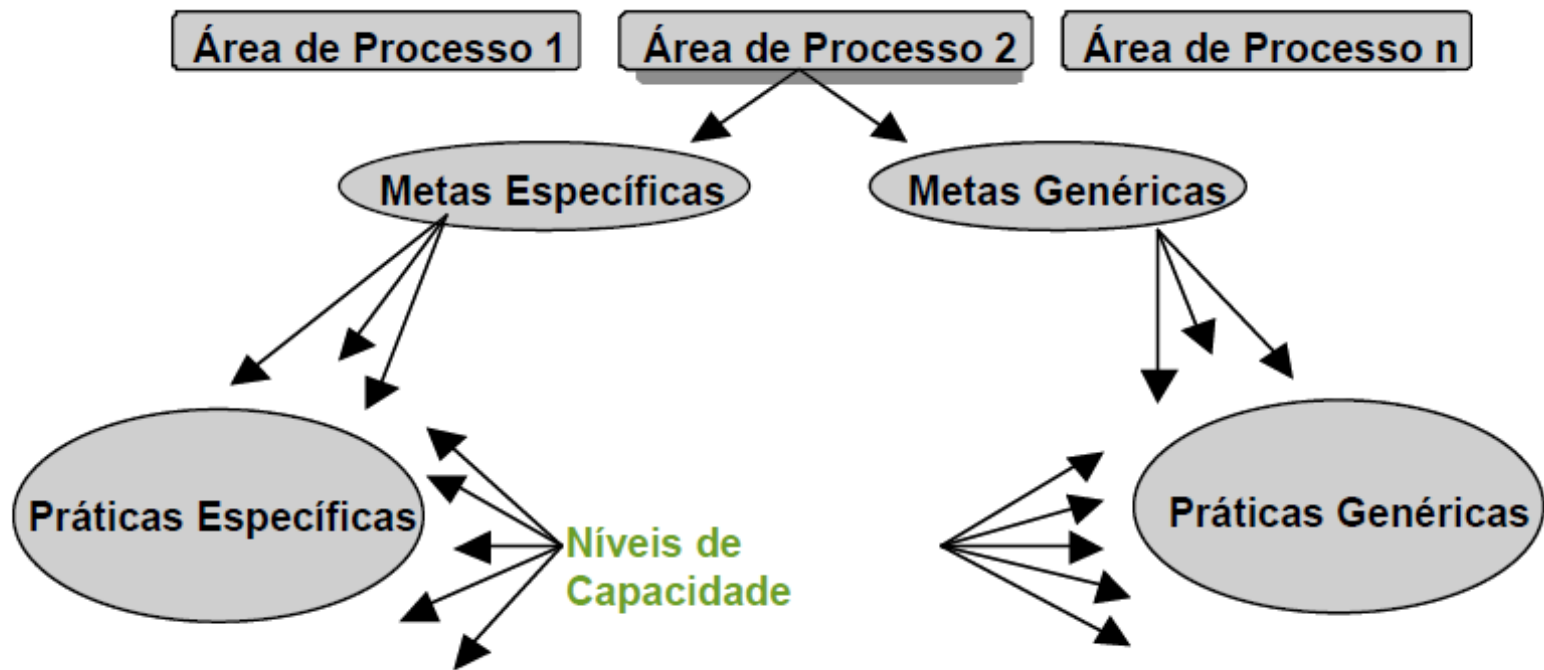 Área de Processo 1
Área de Processo 2
Área de Processo n
Metas Específicas
Metas Genéricas
Práticas Específicas
Níveis de
Capacidade
Práticas Genéricas